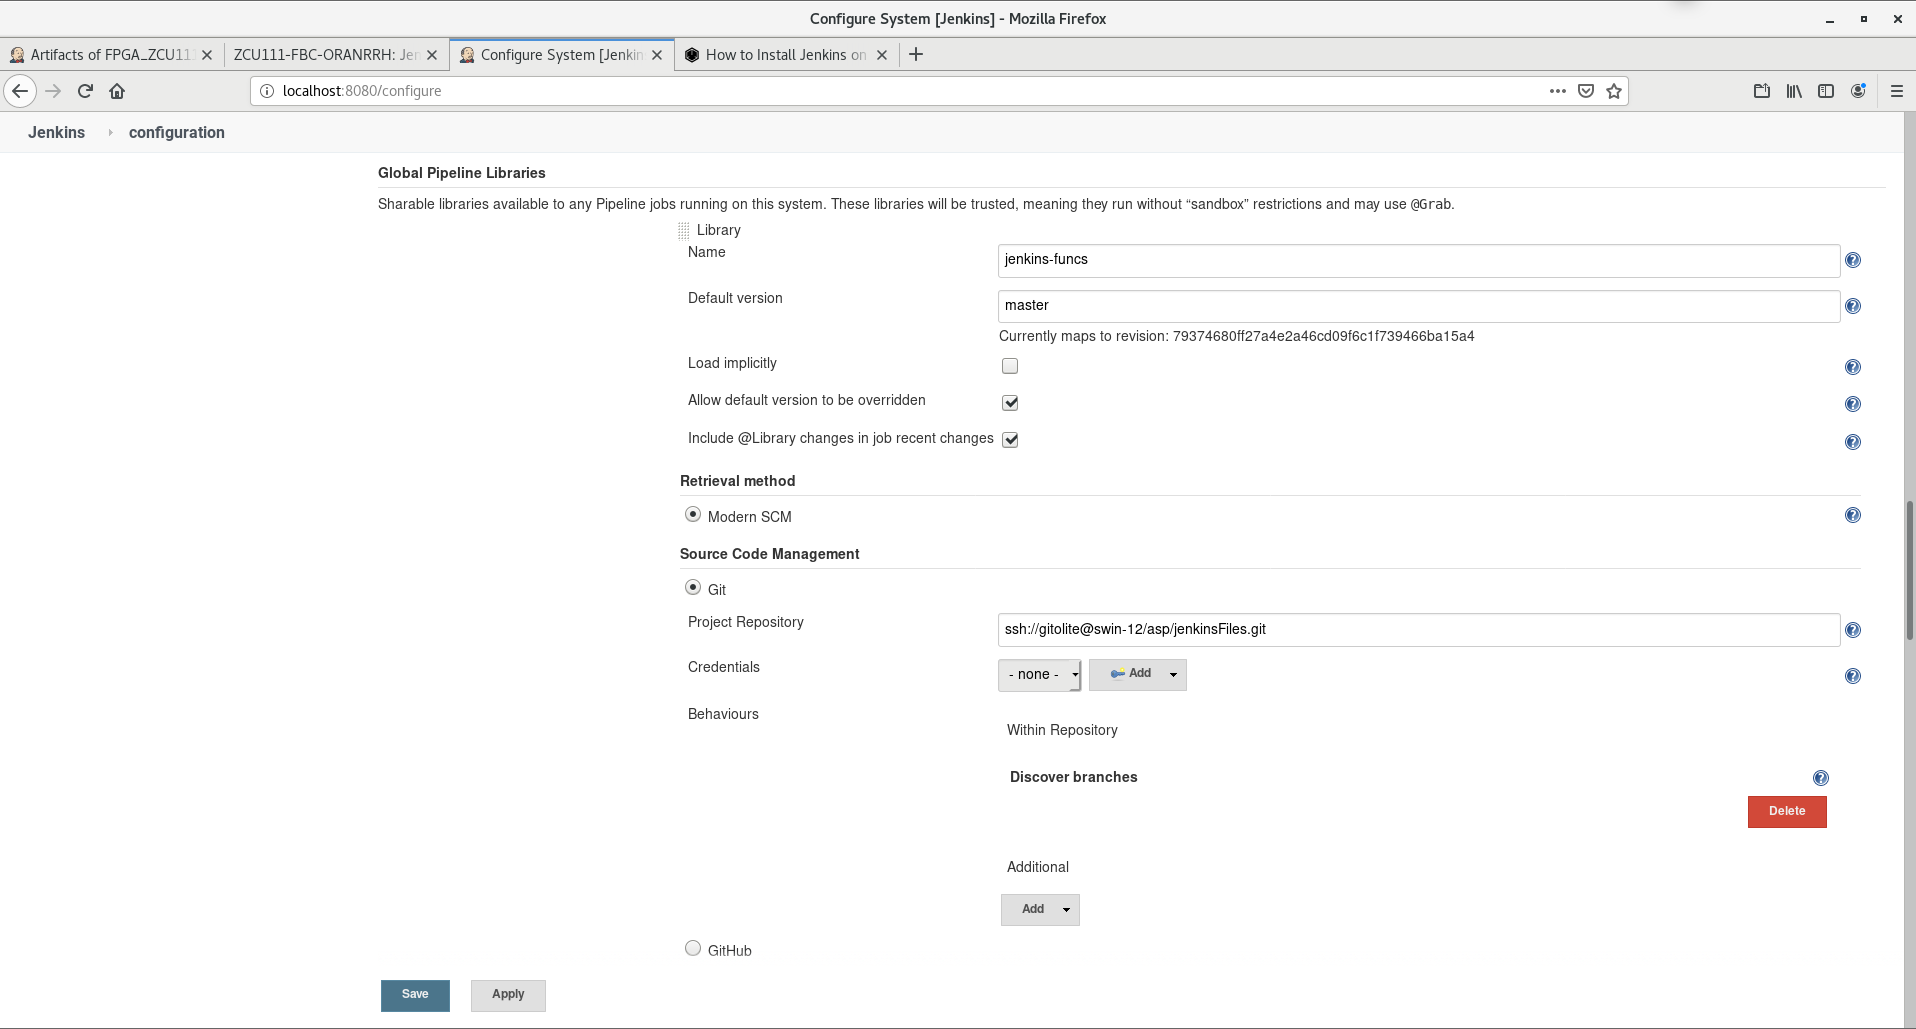 Configure System [Jenkins] - Mozilla Firefox
Artifacts of FPGA_ZCU111
ZCU111-FBC-ORANRRH: Jen
Configure System [Jenkin
How to Install Jenkins on
localhost:8080/configure
Jenkins
configuration
Global Pipeline Libraries
Sharable libraries available to any Pipeline jobs running on this system. These libraries will be trusted, meaning they run without “sandbox” restrictions and may use @Grab.
Library
Name
jenkins-funcs
Default version
master
Currently maps to revision: 79374680ff27a4e2a46cd09f6c1f739466ba15a4
Load implicitly
Allow default version to be overridden
Include @Library changes in job recent changes
Retrieval method
Modern SCM
Source Code Management
Git
Project Repository
ssh://gitolite@swin-12/asp/jenkinsFiles.git
Credentials
- none -
Add
Behaviours
Within Repository
Discover branches
Delete
Additional
Add
GitHub
Save
Apply